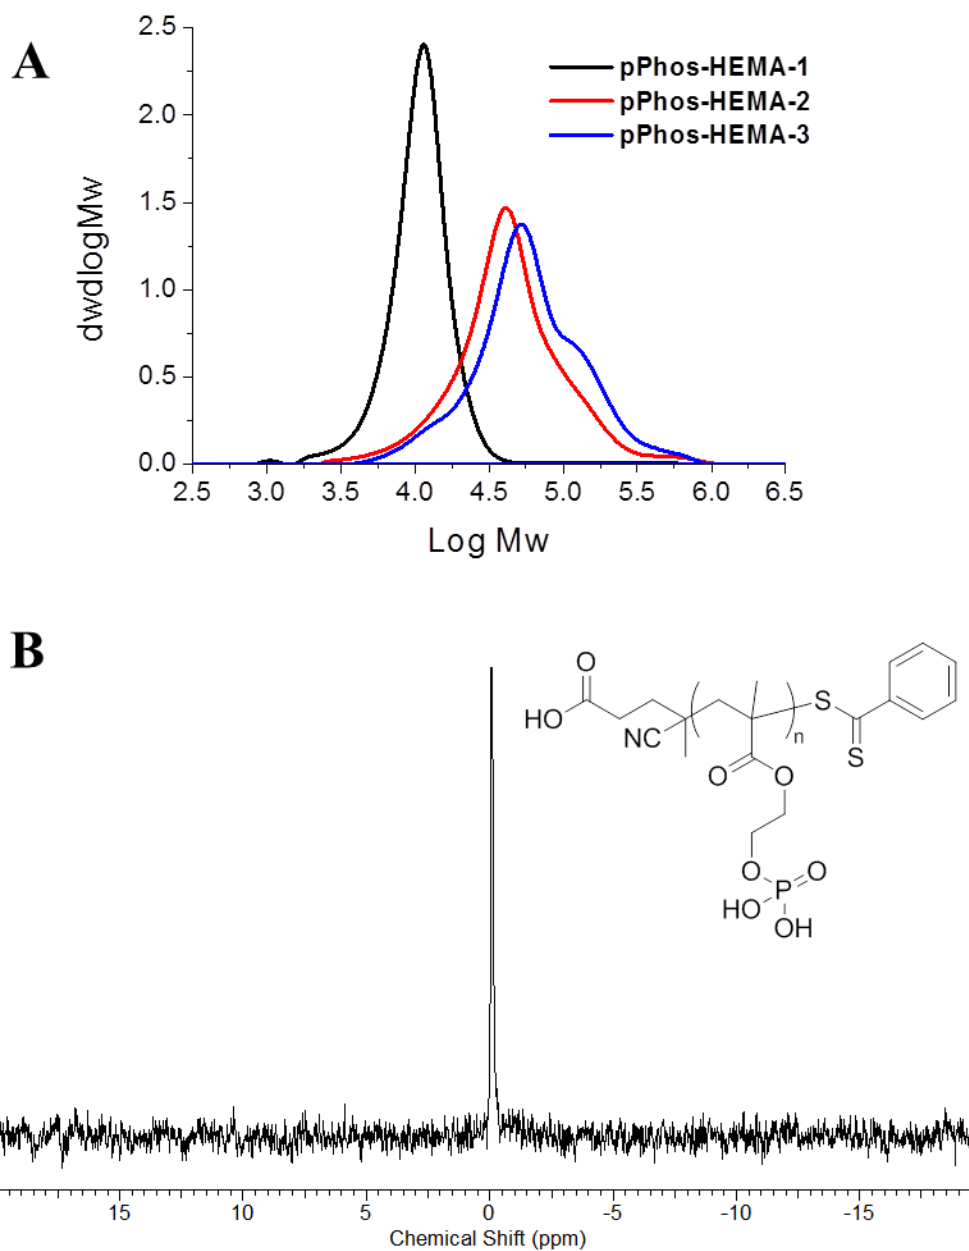 A
2.5
2.0
1.5
1.0
0.5
0.0
dwdlogMw
pPhos-HEMA-1
pPhos-HEMA-2
pPhos-HEMA-3
2.5 3.0 3.5 4.0 4.5 5.0 5.5 6.0 6.5
Log Mw
B
O
HO
NC
n
S
S
O
O
O
P
O
HO
OH
15 10 5 0 -5 -10 -15
Chemical Shift (ppm)